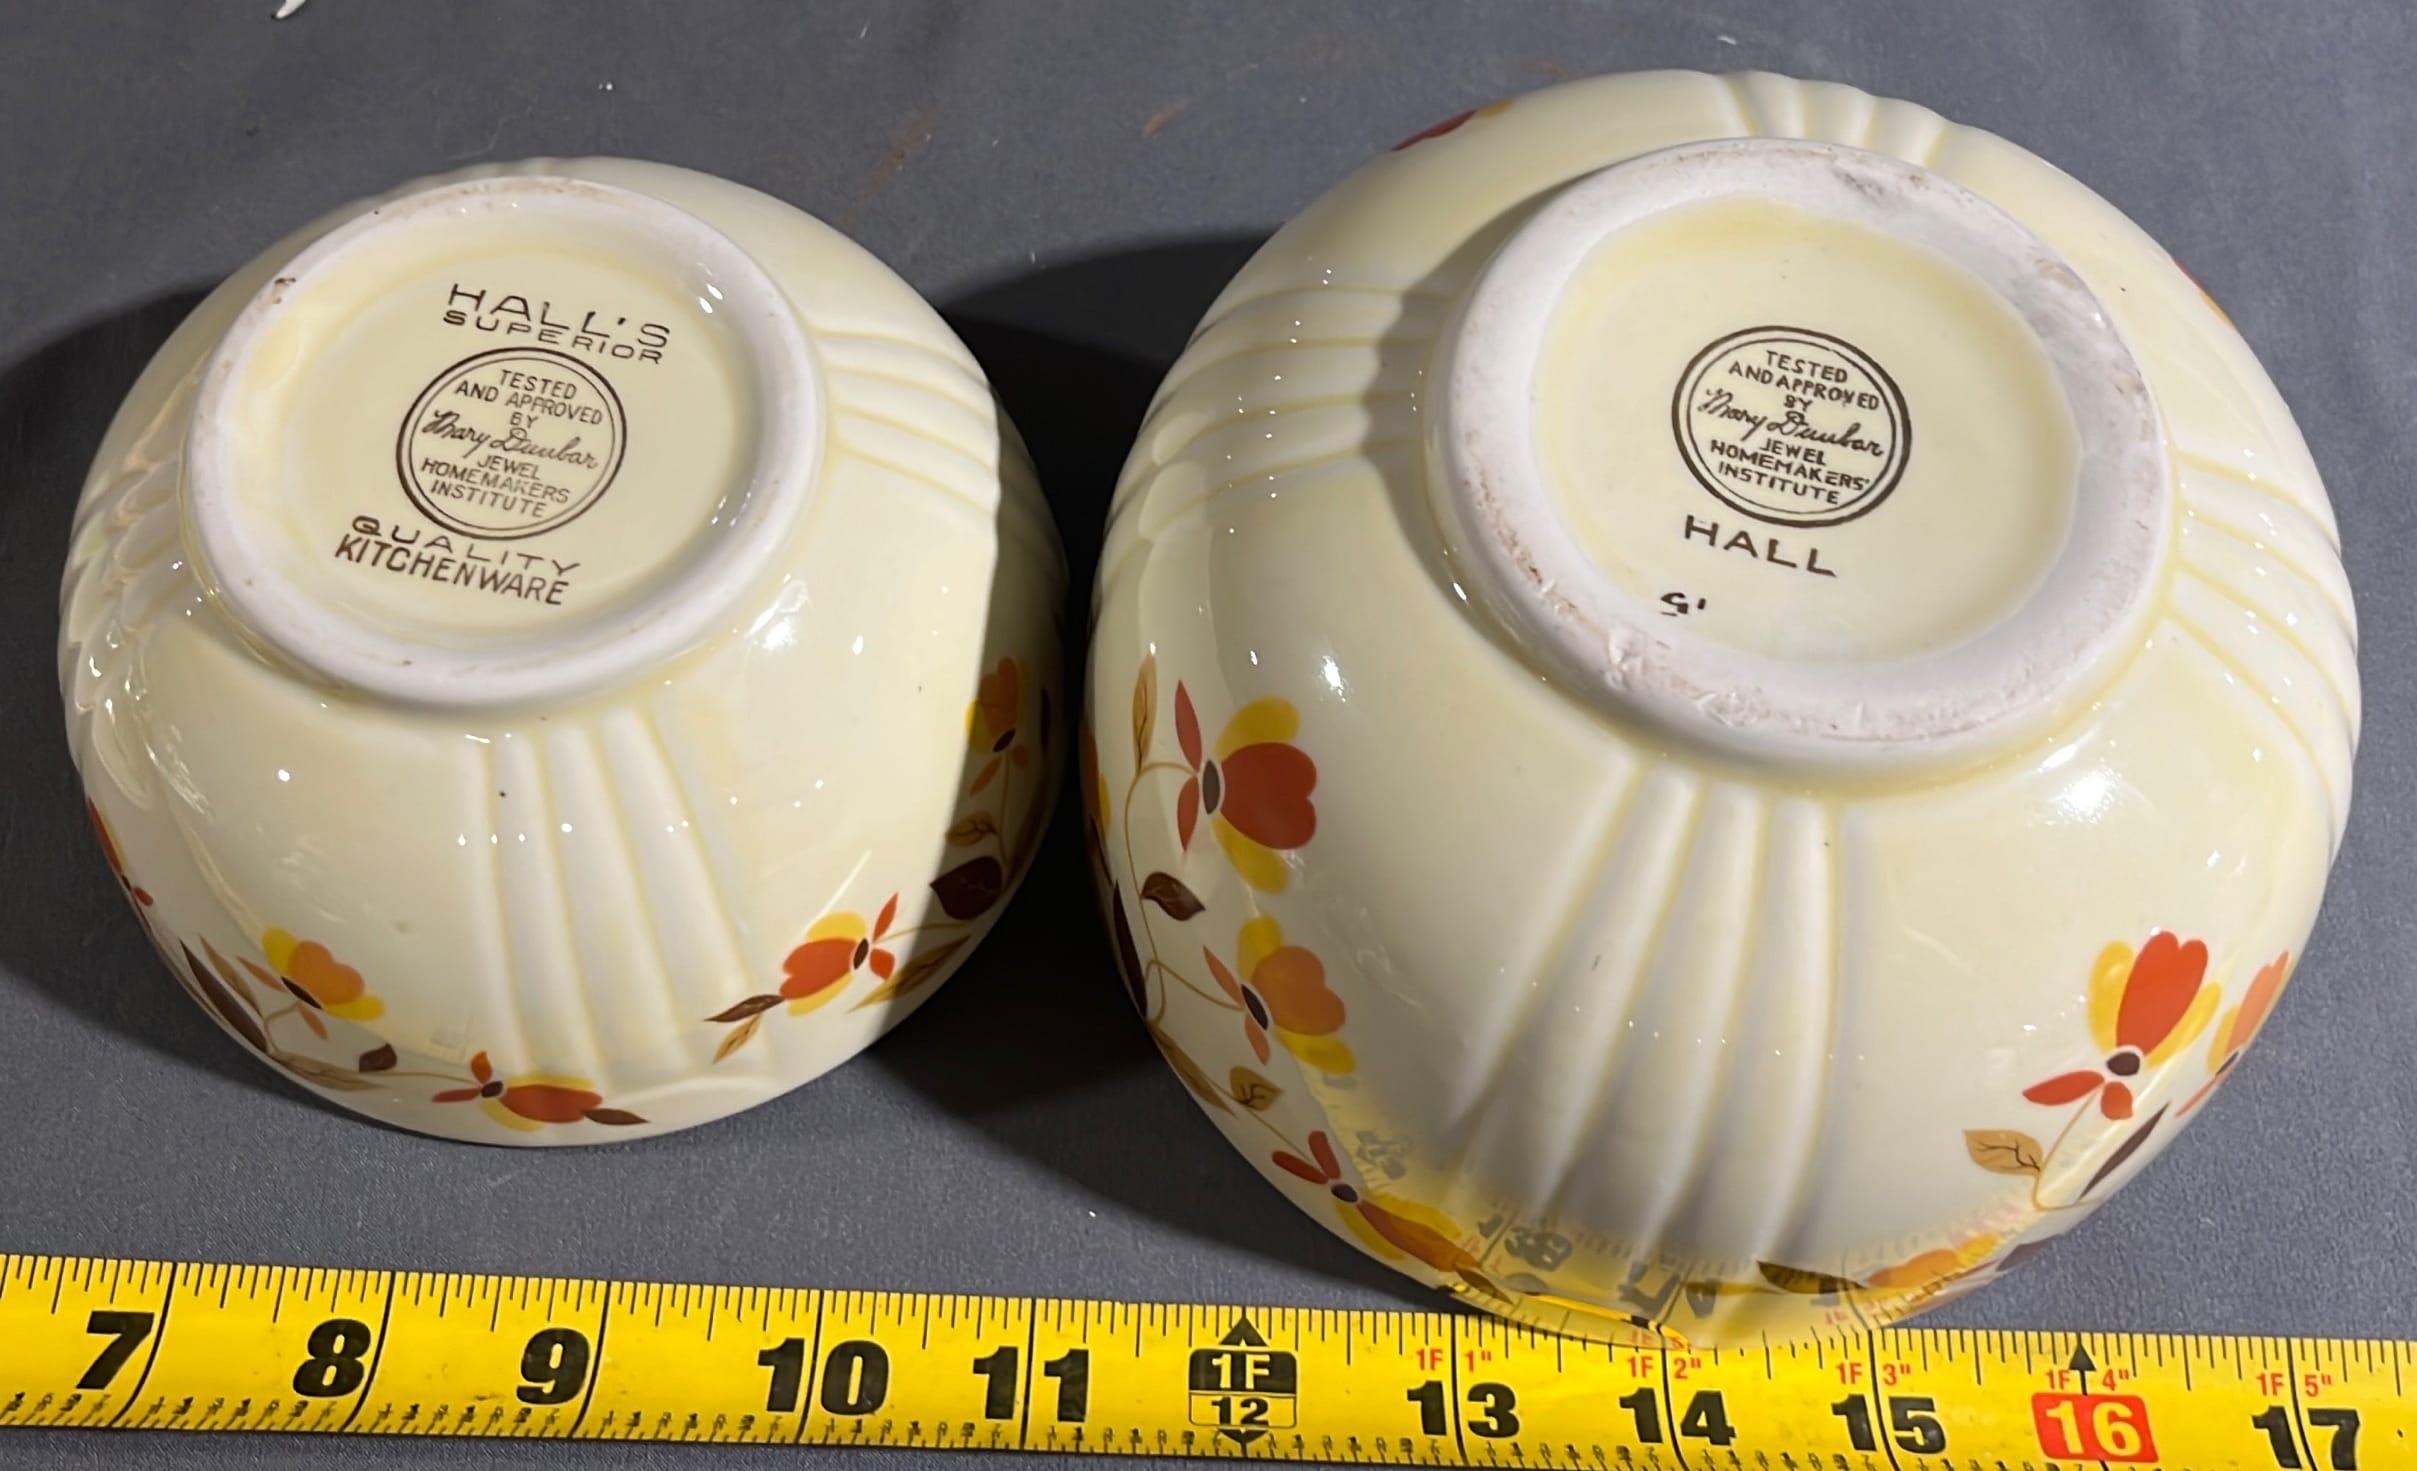 HALL'S
SUPERIOR
TESTED
AND APPROVED
BY
Mary Dunbar
JEWEL
HOMEMAKERS
INSTITUTE
QUALITY
KITCHENWARE
TESTED
AND APPROVED
BY
Mary Dunbar
JEWEL
HOMEMAKERS'
INSTITUTE
HALL
7 8 9 10 11 1F 12 1F 1" 13 1F 2" 14 1F 3" 15 1F 4" 16 1F 5" 17